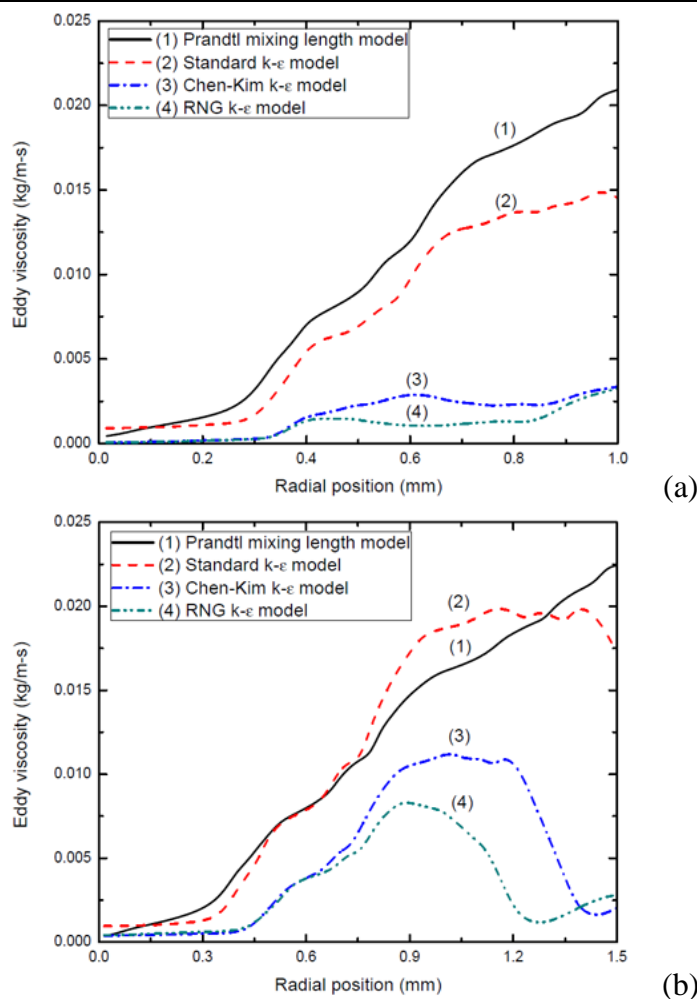 (1) Prandtl mixing length model
(2) Standard k-ε model
(3) Chen-Kim k-ε model
(4) RNG k-ε model
0.025
0.020
0.015
0.010
0.005
0.000
Eddy viscosity (kg/m-s)
(1)
(2)
(3)
(4)
0.0 0.2 0.4 0.6 0.8 1.0
Radial position (mm)
(a)
(1) Prandtl mixing length model
(2) Standard k-ε model
(3) Chen-Kim k-ε model
(4) RNG k-ε model
0.025
0.020
0.015
0.010
0.005
0.000
Eddy viscosity (kg/m-s)
(2)
(1)
(3)
(4)
0.0 0.3 0.6 0.9 1.2 1.5
Radial position (mm)
(b)